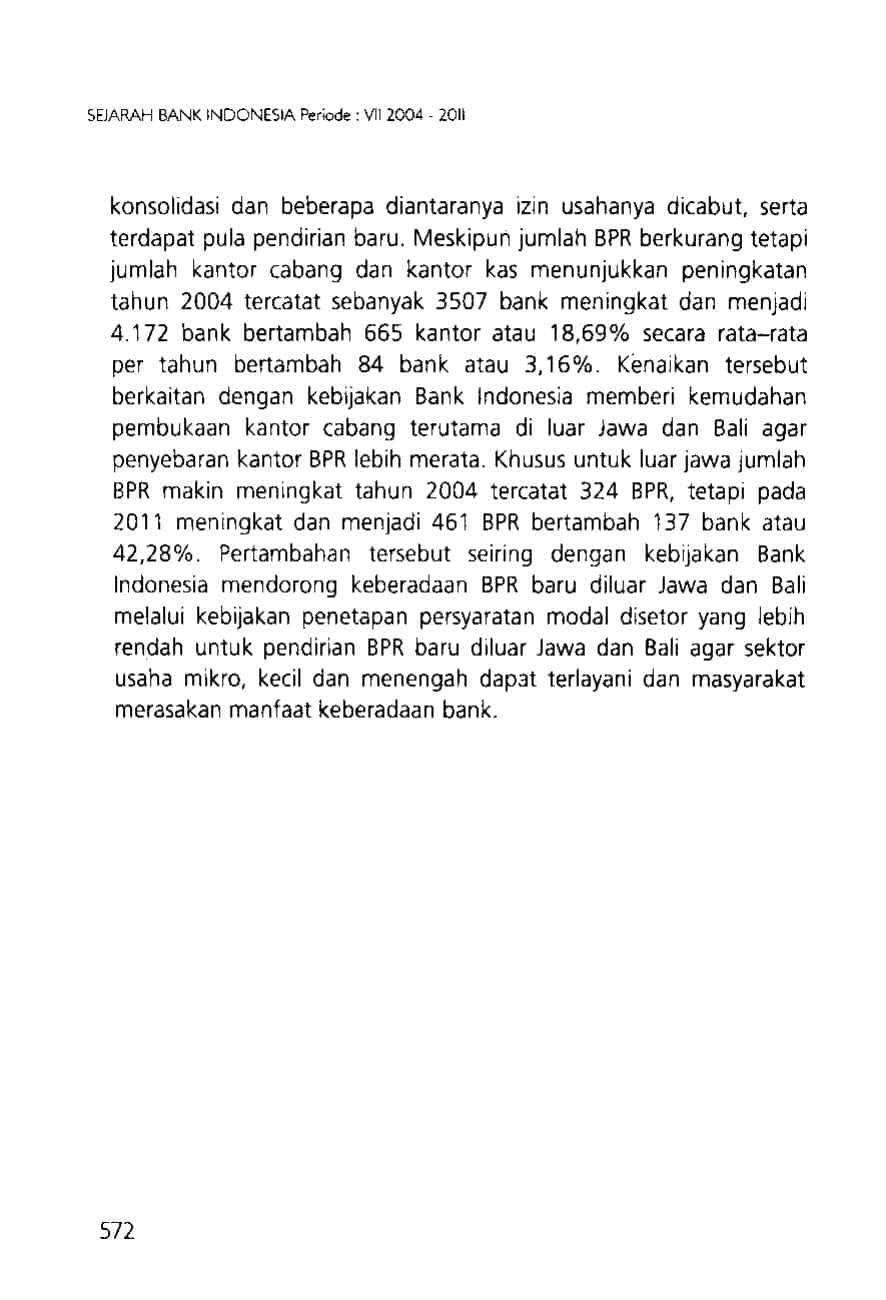 SEJARAH BANK INDONESIA Periode : VII 2004 - 2011
konsolidasi dan beberapa diantaranya izin usahanya dicabut, serta
terdapat pula pendirian baru. Meskipun jumlah BPR berkurang tetapi
jumlah kantor cabang dan kantor kas menunjukkan peningkatan
tahun 2004 tercatat sebanyak 3507 bank meningkat dan menjadi
4.172 bank bertambah 665 kantor atau 18,69% secara rata–rata
per tahun bertambah 84 bank atau 3,16%. Kenaikan tersebut
berkaitan dengan kebijakan Bank Indonesia memberi kemudahan
pembukaan kantor cabang terutama di luar Jawa dan Bali agar
penyebaran kantor BPR lebih merata. Khusus untuk luar jawa jumlah
BPR makin meningkat tahun 2004 tercatat 324 BPR, tetapi pada
2011 meningkat dan menjadi 461 BPR bertambah 137 bank atau
42,28%. Pertambahan tersebut seiring dengan kebijakan Bank
Indonesia mendorong keberadaan BPR baru diluar Jawa dan Bali
melalui kebijakan penetapan persyaratan modal disetor yang lebih
rendah untuk pendirian BPR baru diluar Jawa dan Bali agar sektor
usaha mikro, kecil dan menengah dapat terlayani dan masyarakat
merasakan manfaat keberadaan bank.
572